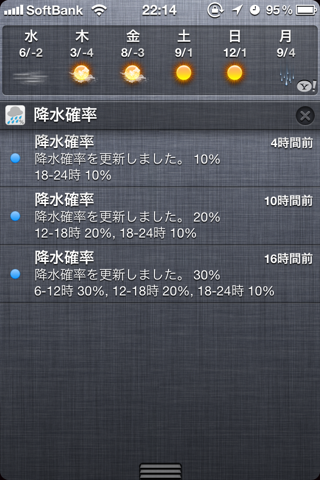 SoftBank 22:14 95%
水 木 金 土 日 月
6/-2 3/-4 8/-3 9/1 12/1 9/4
Y!
降水確率
降水確率 4時間前
降水確率を更新しました。 10%
18-24時 10%
降水確率 10時間前
降水確率を更新しました。 20%
12-18時 20%, 18-24時 10%
降水確率 16時間前
降水確率を更新しました。 30%
6-12時 30%, 12-18時 20%, 18-24時 10%